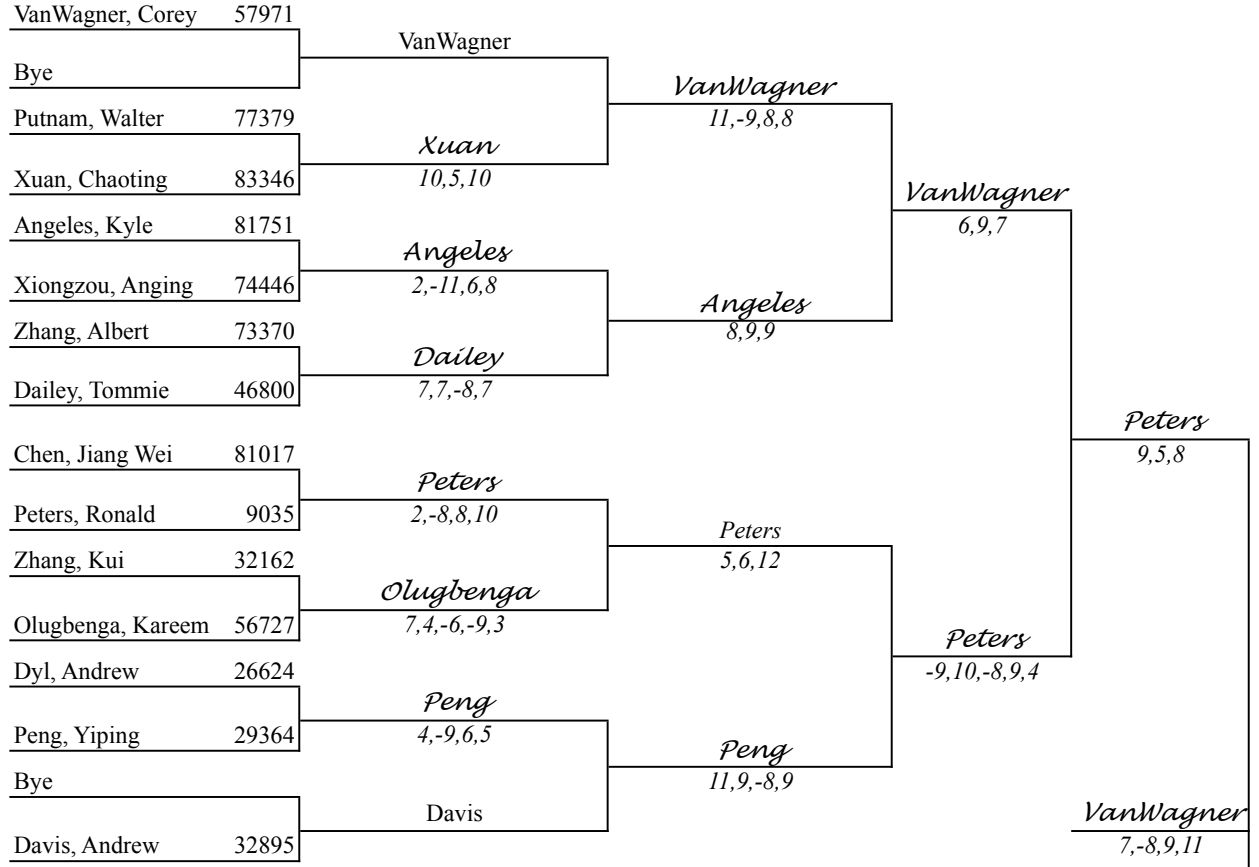 VanWagner, Corey 57971
Bye
Putnam, Walter 77379
Xuan, Chaoting 83346
Angeles, Kyle 81751
Xiongzou, Anging 74446
Zhang, Albert 73370
Dailey, Tommie 46800
Chen, Jiang Wei 81017
Peters, Ronald 9035
Zhang, Kui 32162
Olugbenga, Kareem 56727
Dyl, Andrew 26624
Peng, Yiping 29364
Bye
Davis, Andrew 32895
VanWagner
Xuan
10,5,10
Angeles
2,-11,6,8
Dailey
7,7,-8,7
Peters
2,-8,8,10
Olugbenga
7,4,-6,-9,3
Peng
4,-9,6,5
Davis
VanWagner
11,-9,8,8
Angeles
8,9,9
Peters
5,6,12
Peng
11,9,-8,9
VanWagner
6,9,7
Peters
-9,10,-8,9,4
Peters
9,5,8
VanWagner
7,-8,9,11